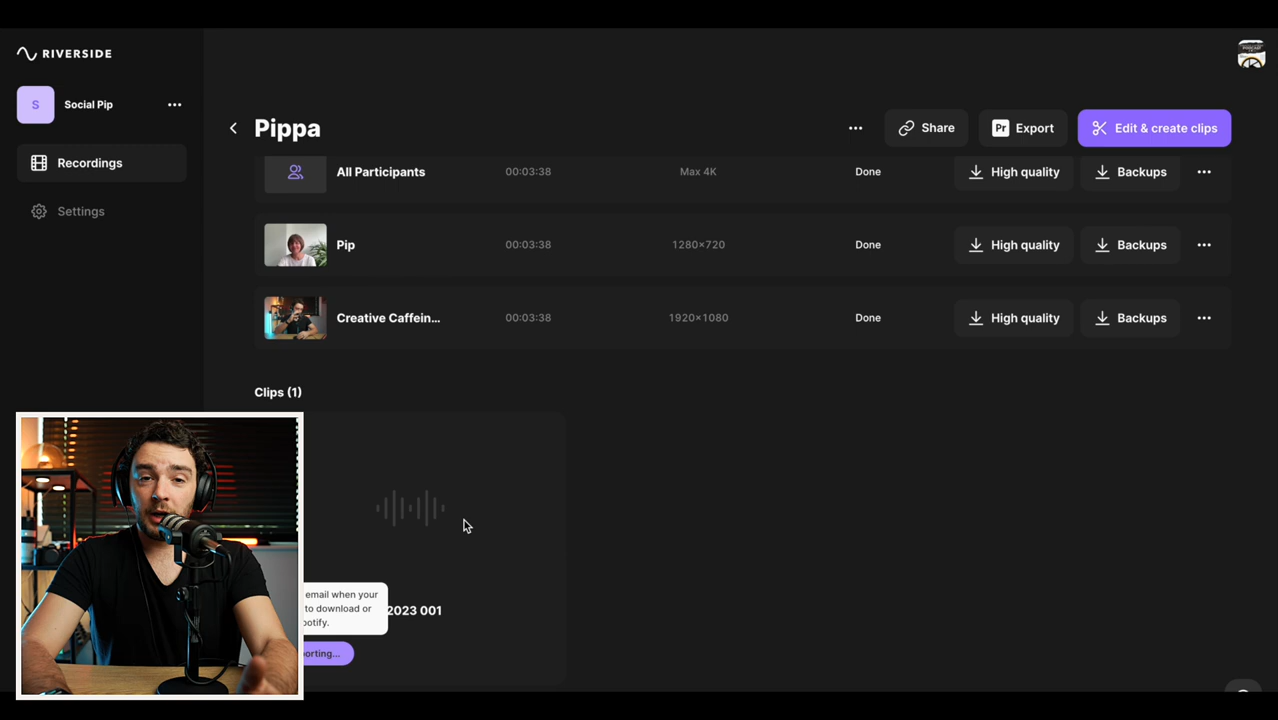 RIVERSIDE
S
Social Pip
Recordings
Settings
Pippa
Share
Pr Export
Edit & create clips
All Participants 00:03:38 Max 4K Done High quality Backups
Pip 00:03:38 1280×720 Done High quality Backups
Creative Caffein... 00:03:38 1920×1080 Done High quality Backups
Clips (1)
email when your
to download or
potify.
2023 001
porting...